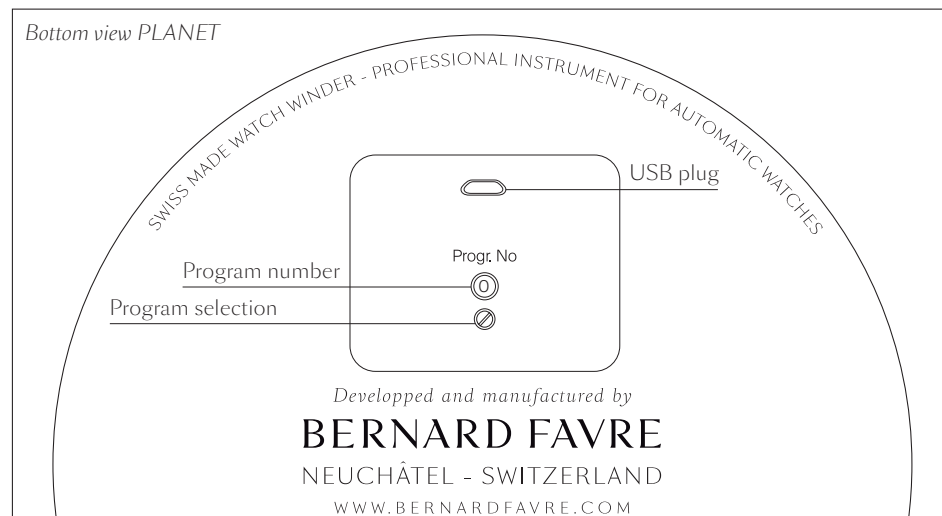 Bottom view PLANET
SWISS MADE WATCH WINDER - PROFESSIONAL INSTRUMENT FOR AUTOMATIC WATCHES
USB plug
Progr. No
Program number
0
Program selection
Developped and manufactured by
BERNARD FAVRE
NEUCHÂTEL - SWITZERLAND
WWW.BERNARDFAVRE.COM